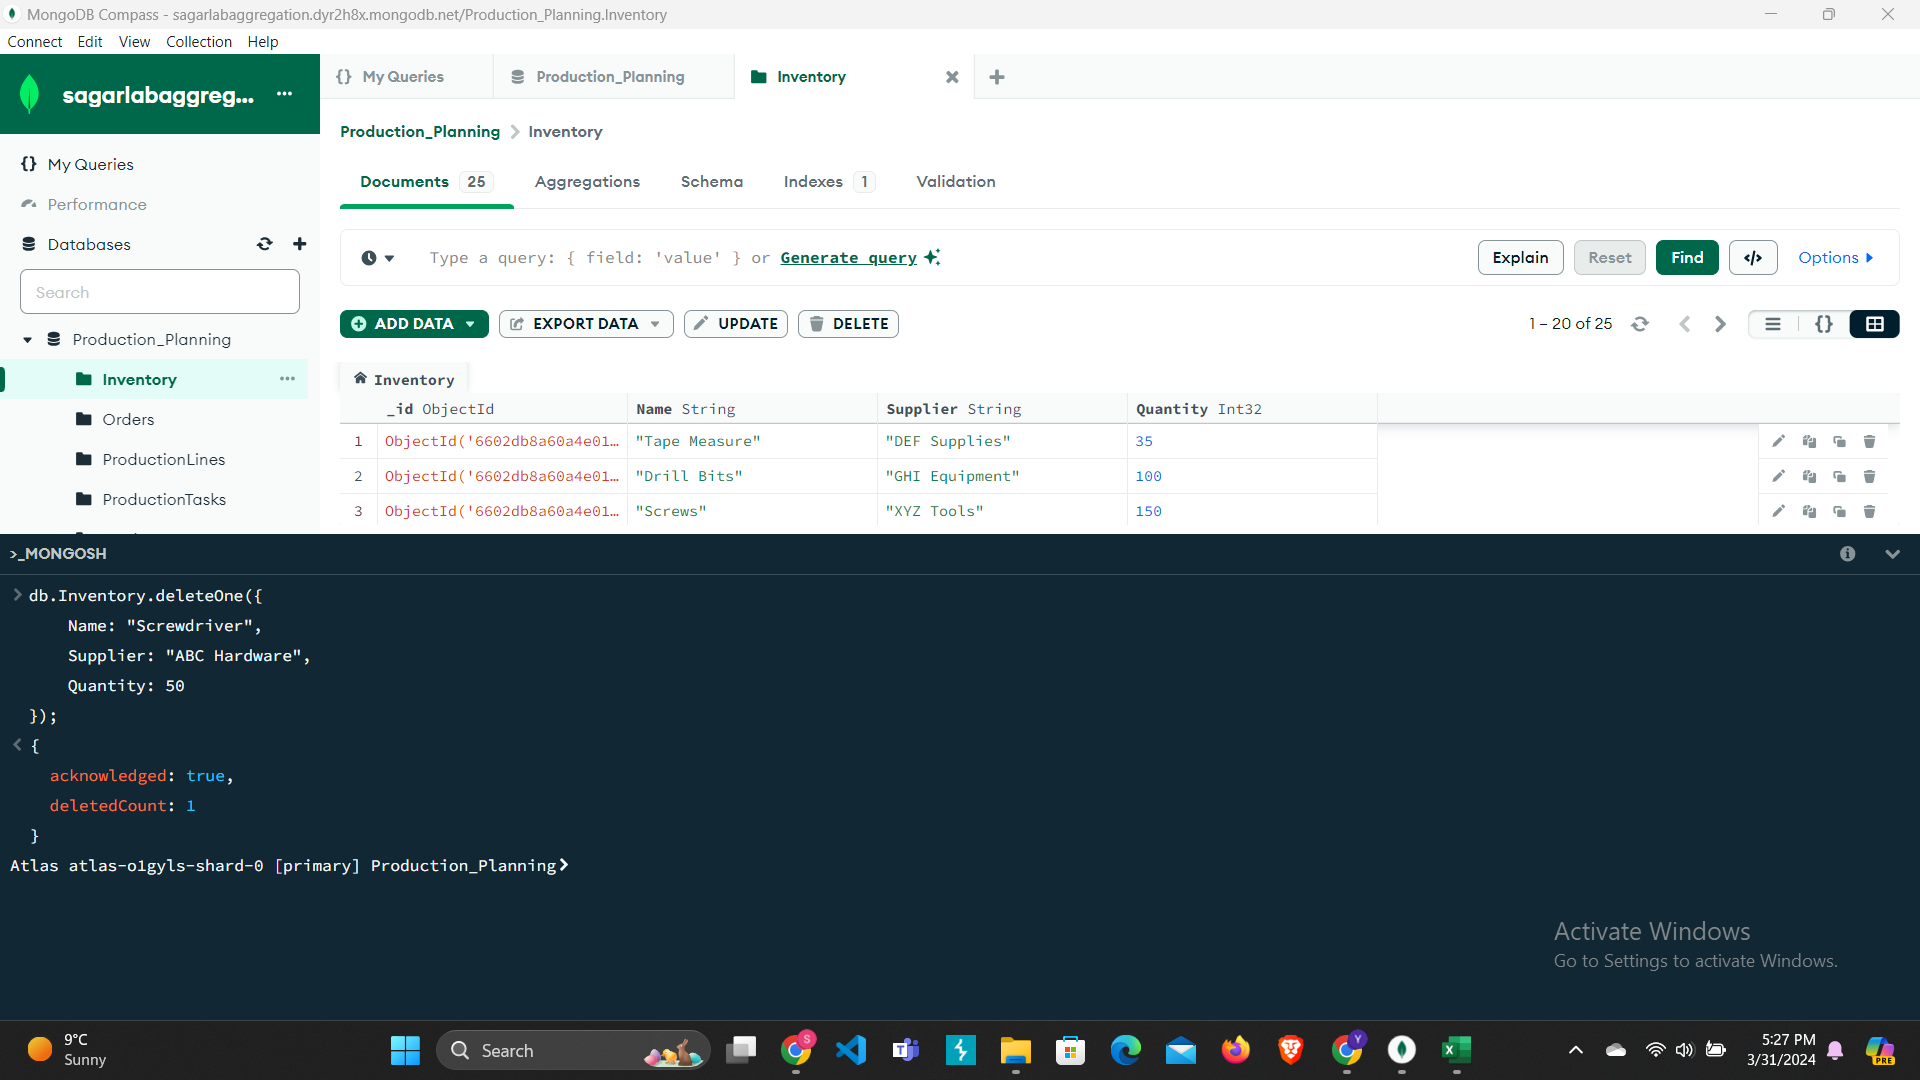 MongoDB Compass - sagarlabaggregation.dyr2h8x.mongodb.net/Production_Planning.Inventory
Connect Edit View Collection Help
sagarlabaggreg... ...
My Queries
Performance
Databases
Search
Production_Planning
Inventory ...
Orders
ProductionLines
ProductionTasks
{} My Queries Production_Planning Inventory
Production_Planning > Inventory
Documents 25 Aggregations Schema Indexes 1 Validation
Type a query: { field: 'value' } or Generate query Explain Reset Find </> Options
ADD DATA EXPORT DATA UPDATE DELETE 1 – 20 of 25 {}
Inventory
_id ObjectId Name String Supplier String Quantity Int32
1 ObjectId('6602db8a60a4e01... "Tape Measure" "DEF Supplies" 35
2 ObjectId('6602db8a60a4e01... "Drill Bits" "GHI Equipment" 100
3 ObjectId('6602db8a60a4e01... "Screws" "XYZ Tools" 150
>_MONGOSH
> db.Inventory.deleteOne({
Name: "Screwdriver",
Supplier: "ABC Hardware",
Quantity: 50
});
< {
acknowledged: true,
deletedCount: 1
}
Atlas atlas-o1gyls-shard-0 [primary] Production_Planning>
Activate Windows
Go to Settings to activate Windows.
9°C
Sunny
Search
S
Y
5:27 PM
3/31/2024
PRE